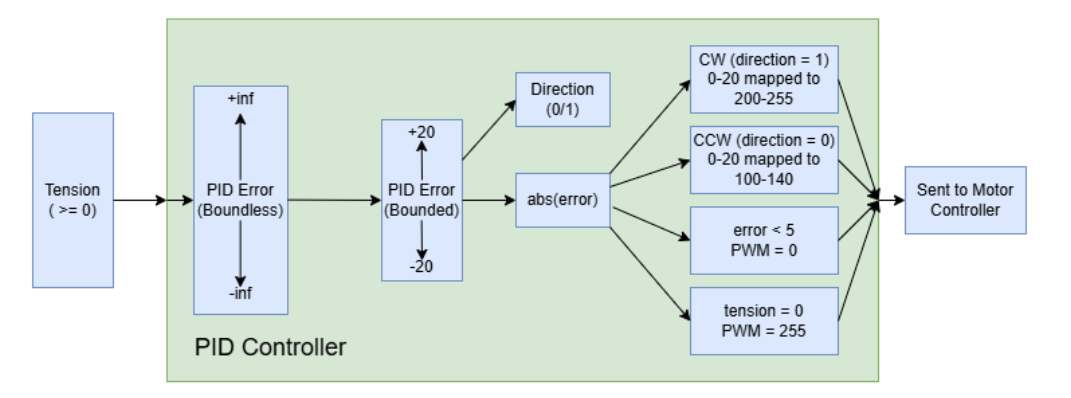 Tension
( >= 0)
+inf
PID Error
(Boundless)
-inf
+20
PID Error
(Bounded)
-20
Direction
(0/1)
abs(error)
CW (direction = 1)
0-20 mapped to
200-255
CCW (direction = 0)
0-20 mapped to
100-140
error < 5
PWM = 0
tension = 0
PWM = 255
Sent to Motor
Controller
PID Controller